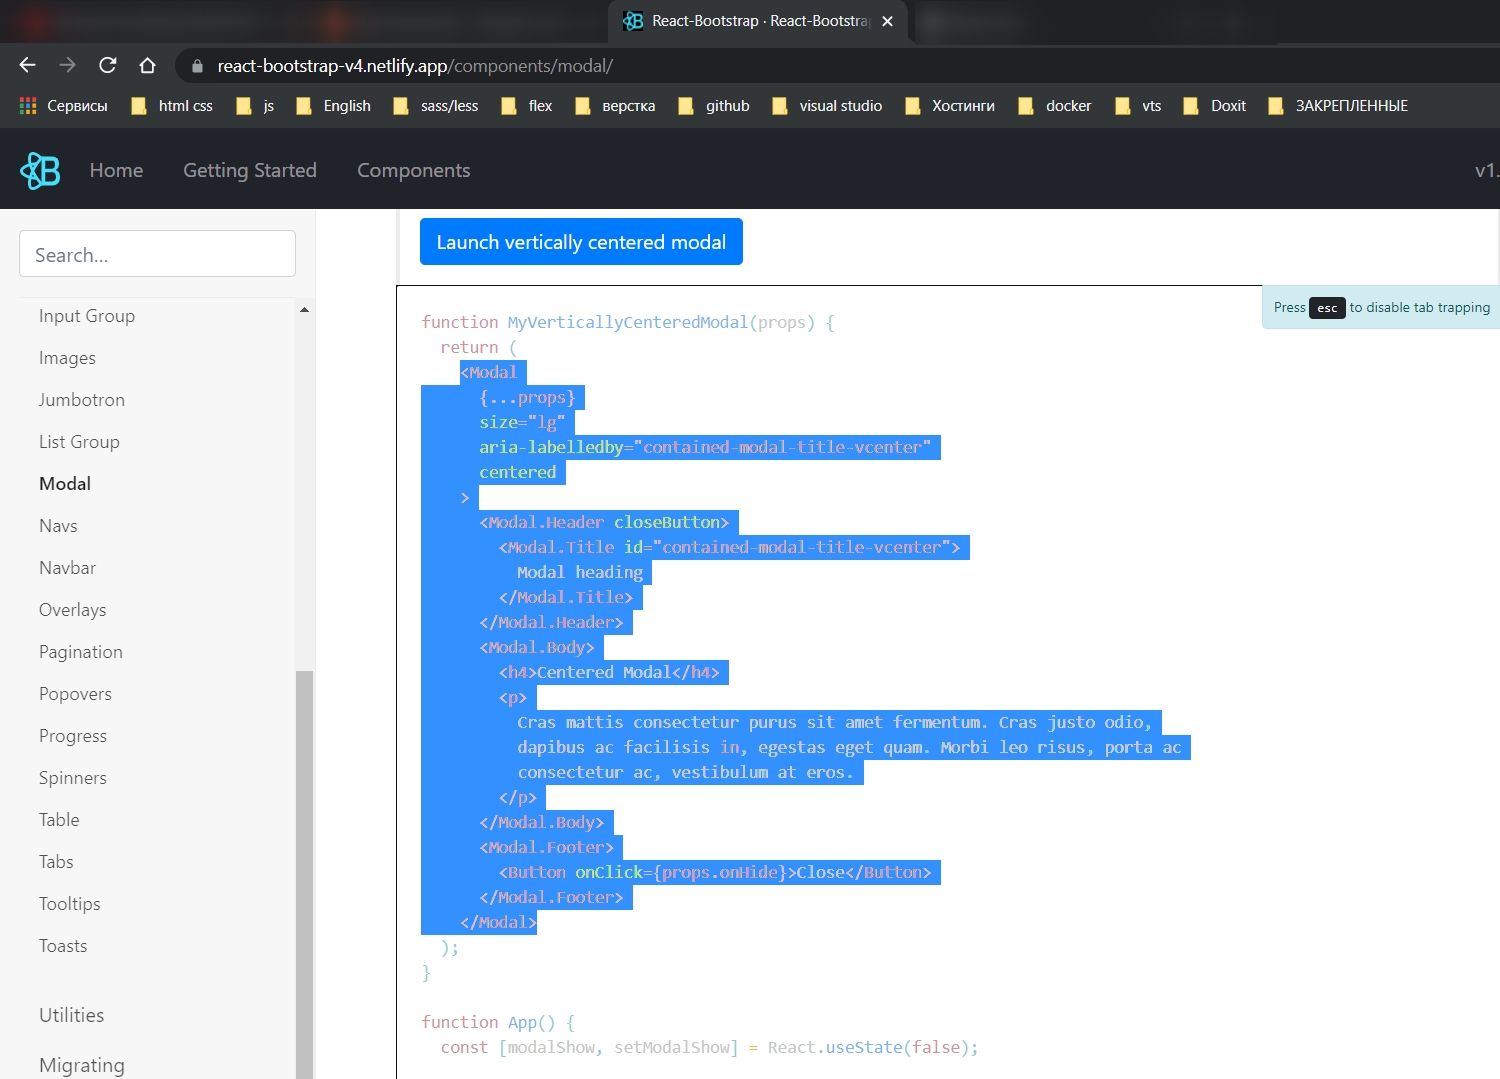 React-Bootstrap · React-Bootstra
react-bootstrap-v4.netlify.app/components/modal/
Сервисы html css js English sass/less flex верстка github visual studio Хостинги docker vts Doxit ЗАКРЕПЛЕННЫЕ
B Home Getting Started Components v1.
Launch vertically centered modal
Search...
Input Group
Images
Jumbotron
List Group
Modal
Navs
Navbar
Overlays
Pagination
Popovers
Progress
Spinners
Table
Tabs
Tooltips
Toasts
Utilities
Migrating
Press esc to disable tab trapping
function MyVerticallyCenteredModal(props) {
  return (
    <Modal
      {...props}
      size="lg"
      aria-labelledby="contained-modal-title-vcenter"
      centered
    >
      <Modal.Header closeButton>
        <Modal.Title id="contained-modal-title-vcenter">
          Modal heading
        </Modal.Title>
      </Modal.Header>
      <Modal.Body>
        <h4>Centered Modal</h4>
        <p>
          Cras mattis consectetur purus sit amet fermentum. Cras justo odio,
          dapibus ac facilisis in, egestas eget quam. Morbi leo risus, porta ac
          consectetur ac, vestibulum at eros.
        </p>
      </Modal.Body>
      <Modal.Footer>
        <Button onClick={props.onHide}>Close</Button>
      </Modal.Footer>
    </Modal>
  );
}
function App() {
  const [modalShow, setModalShow] = React.useState(false);